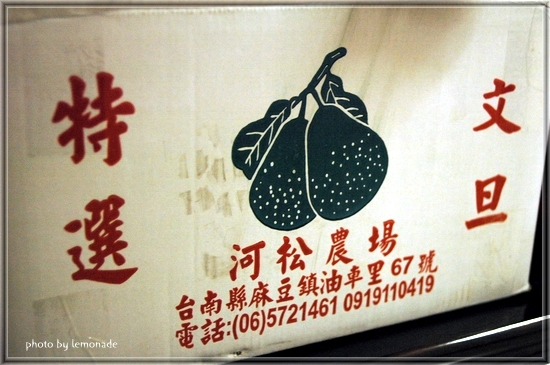 特選
文旦
河松農場
台南縣麻豆鎮油車里67號
電話:(06)5721461 0919110419
photo by lemonade